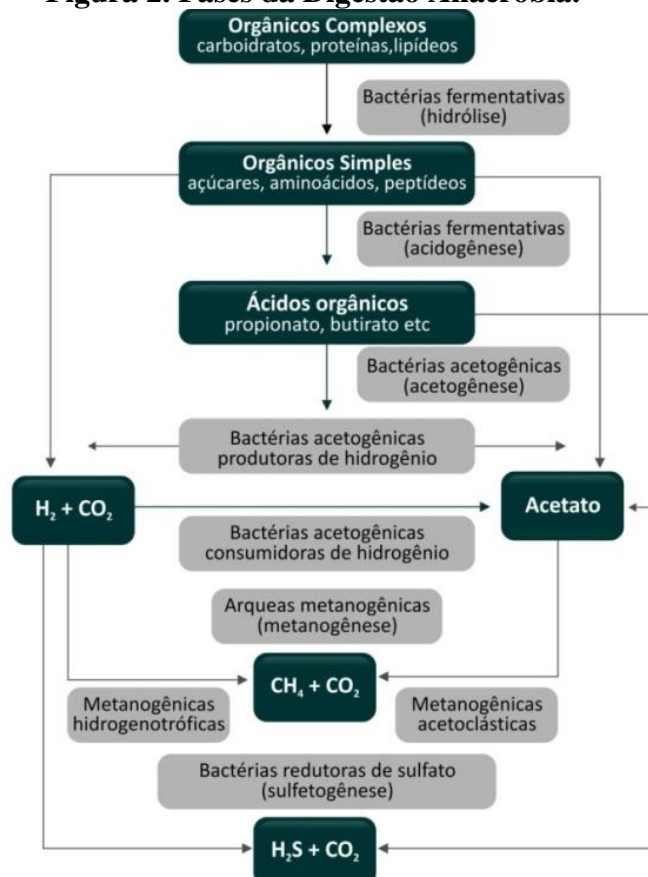 Figura 2. Fases da Digestão Anaeróbia.
Orgânicos Complexos
carboidratos, proteínas,lipídeos
Bactérias fermentativas
(hidrólise)
Orgânicos Simples
açúcares, aminoácidos, peptídeos
Bactérias fermentativas
(acidogênese)
Ácidos orgânicos
propionato, butirato etc
Bactérias acetogênicas
(acetogênese)
Bactérias acetogênicas
produtoras de hidrogênio
H₂ + CO₂
Acetato
Bactérias acetogênicas
consumidoras de hidrogênio
Arqueas metanogênicas
(metanogênese)
CH₄ + CO₂
Metanogênicas
hidrogenotróficas
Metanogênicas
acetoclásticas
Bactérias redutoras de sulfato
(sulfetogênese)
H₂S + CO₂